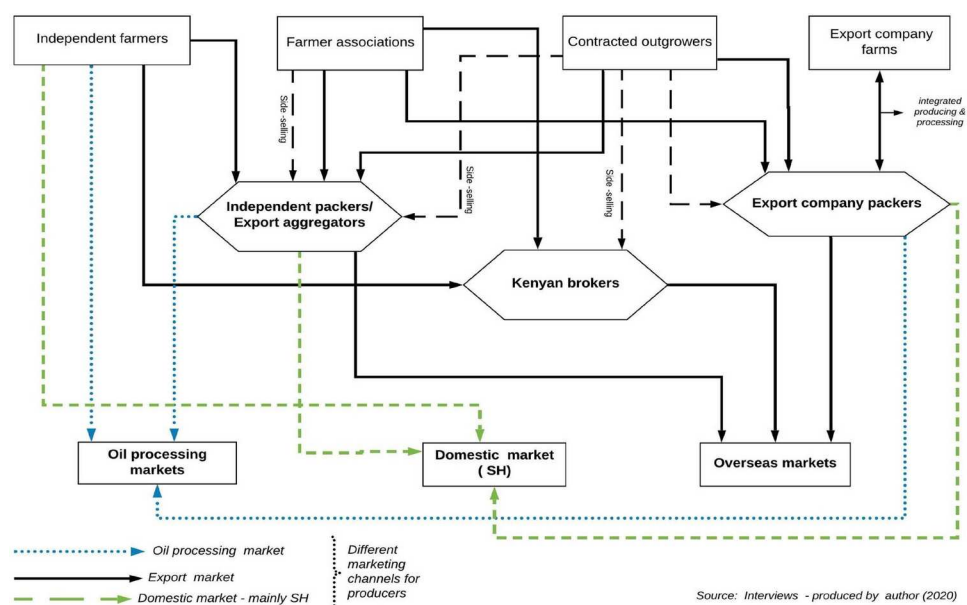 Independent farmers
Farmer associations
Contracted outgrowers
Export company
farms
integrated
producing &
processing
Side -selling
Side -selling
Side -selling
Independent packers/
Export aggregators
Export company packers
Kenyan brokers
Oil processing
markets
Domestic market
( SH)
Overseas markets
Oil processing market
Export market
Domestic market - mainly SH
Different
marketing
channels for
producers
Source: Interviews - produced by author (2020)